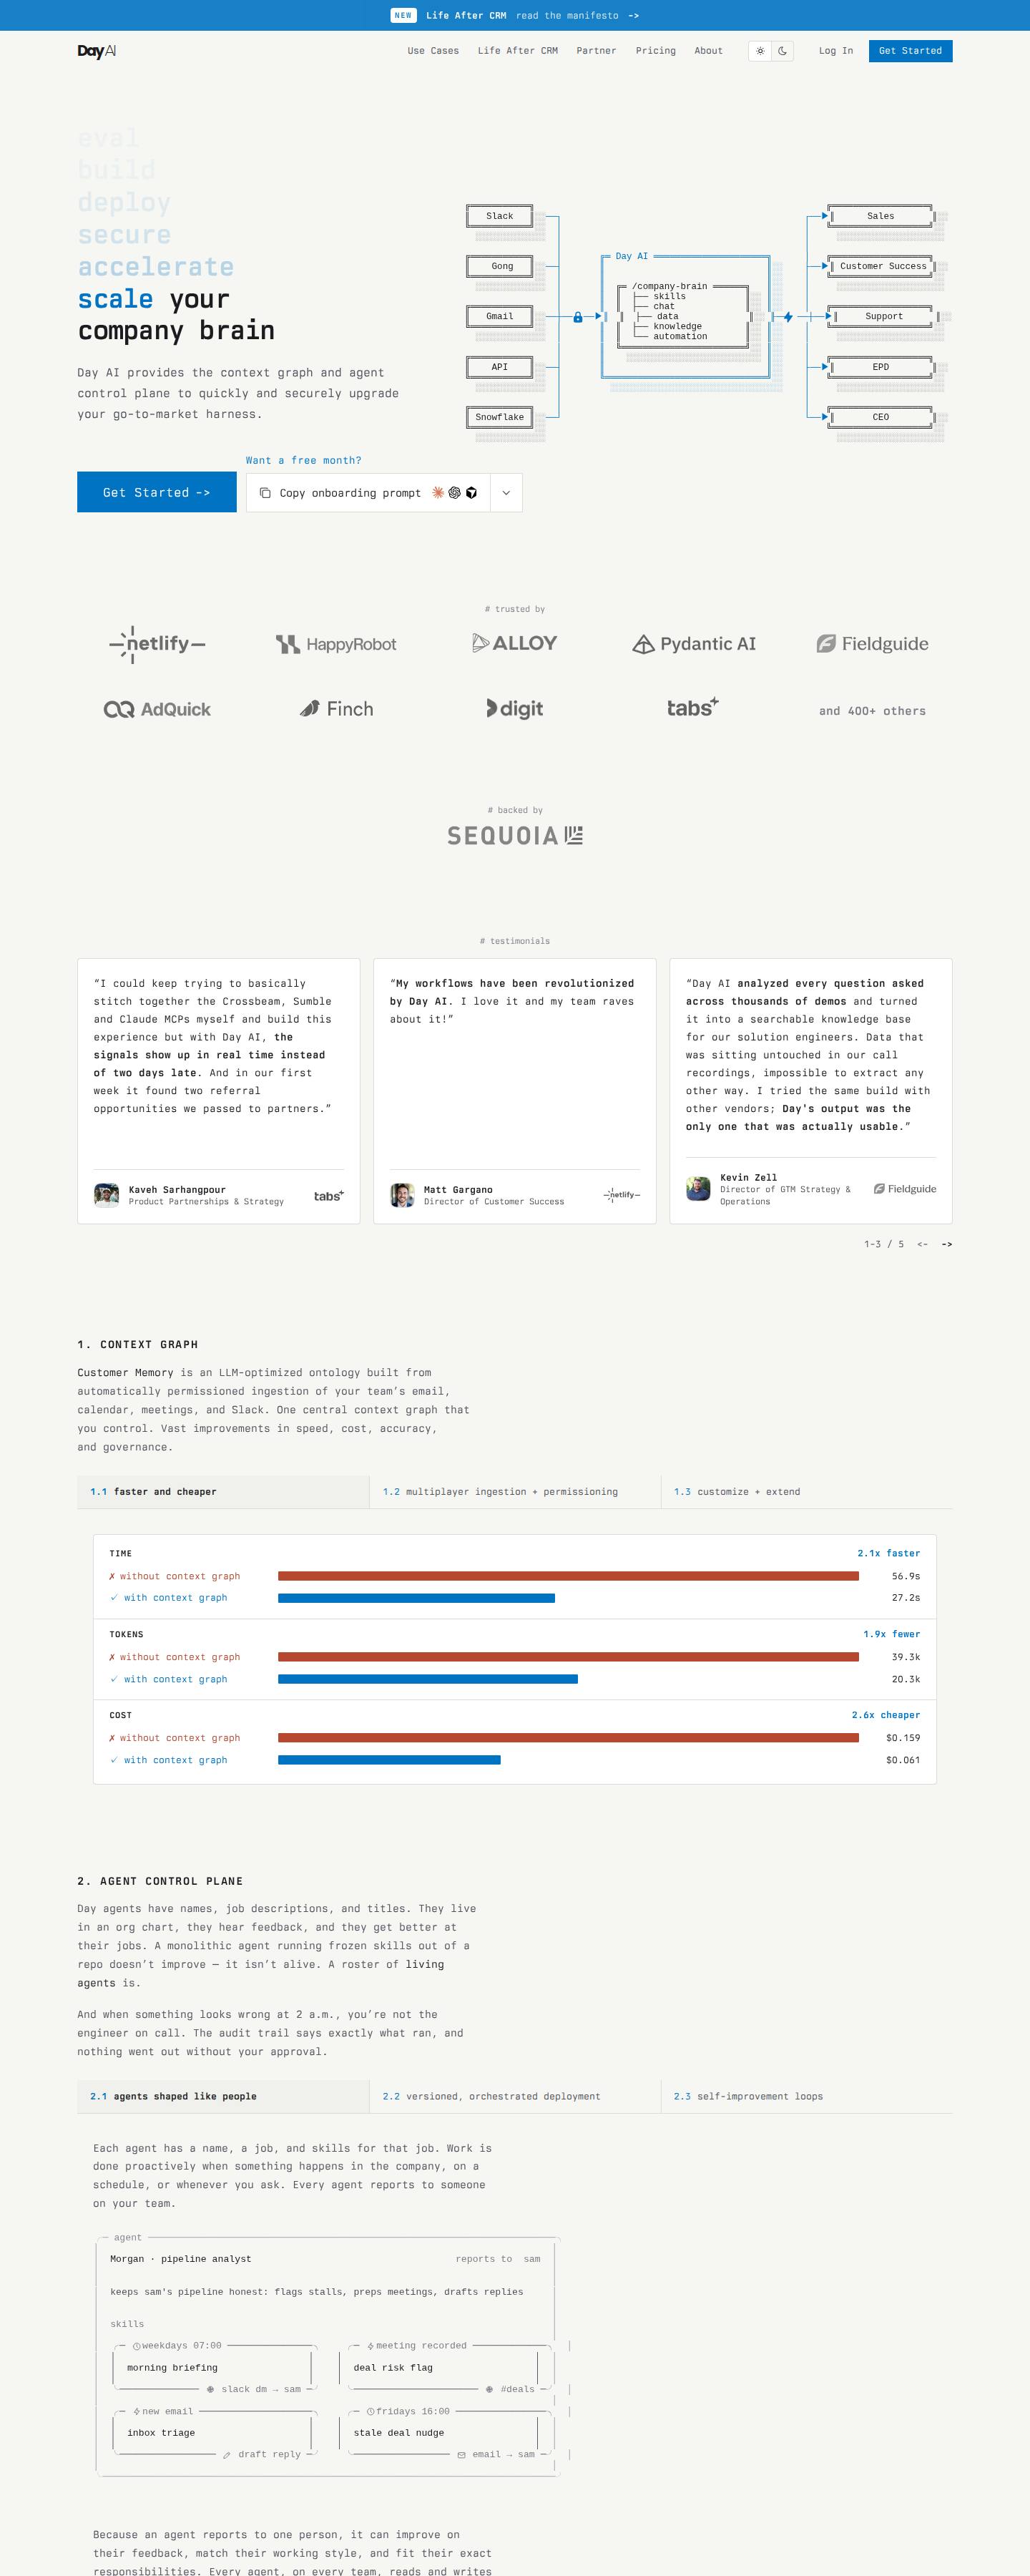 NEW Life After CRM read the manifesto ->
Day AI
Use Cases Life After CRM Partner Pricing About Log In Get Started
eval
build
deploy
secure
accelerate
scale your
company brain
Day AI provides the context graph and agent
control plane to quickly and securely upgrade
your go-to-market harness.
Slack
Gong
Gmail
API
Snowflake
Day AI
/company-brain
├── skills
├── chat
├── data
├── knowledge
└── automation
Sales
Customer Success
Support
EPD
CEO
Want a free month?
Get Started ->
Copy onboarding prompt
# trusted by
netlify HappyRobot ALLOY Pydantic AI Fieldguide
AdQuick Finch digit tabs and 400+ others
# backed by
SEQUOIA
# testimonials
“I could keep trying to basically
stitch together the Crossbeam, Sumble
and Claude MCPs myself and build this
experience but with Day AI, the
signals show up in real time instead
of two days late. And in our first
week it found two referral
opportunities we passed to partners.”
Kaveh Sarhangpour
Product Partnerships & Strategy
tabs
“My workflows have been revolutionized
by Day AI. I love it and my team raves
about it!”
Matt Gargano
Director of Customer Success
netlify
“Day AI analyzed every question asked
across thousands of demos and turned
it into a searchable knowledge base
for our solution engineers. Data that
was sitting untouched in our call
recordings, impossible to extract any
other way. I tried the same build with
other vendors; Day's output was the
only one that was actually usable.”
Kevin Zell
Director of GTM Strategy &
Operations
Fieldguide
1-3 / 5 <- ->
1. CONTEXT GRAPH
Customer Memory is an LLM-optimized ontology built from
automatically permissioned ingestion of your team’s email,
calendar, meetings, and Slack. One central context graph that
you control. Vast improvements in speed, cost, accuracy,
and governance.
1.1 faster and cheaper
1.2 multiplayer ingestion + permissioning
1.3 customize + extend
TIME 2.1x faster
✗ without context graph 56.9s
✓ with context graph 27.2s
TOKENS 1.9x fewer
✗ without context graph 39.3k
✓ with context graph 20.3k
COST 2.6x cheaper
✗ without context graph $0.159
✓ with context graph $0.061
2. AGENT CONTROL PLANE
Day agents have names, job descriptions, and titles. They live
in an org chart, they hear feedback, and they get better at
their jobs. A monolithic agent running frozen skills out of a
repo doesn’t improve — it isn’t alive. A roster of living
agents is.
And when something looks wrong at 2 a.m., you’re not the
engineer on call. The audit trail says exactly what ran, and
nothing went out without your approval.
2.1 agents shaped like people
2.2 versioned, orchestrated deployment
2.3 self-improvement loops
Each agent has a name, a job, and skills for that job. Work is
done proactively when something happens in the company, on a
schedule, or whenever you ask. Every agent reports to someone
on your team.
agent
Morgan · pipeline analyst reports to sam
keeps sam's pipeline honest: flags stalls, preps meetings, drafts replies
skills
weekdays 07:00 meeting recorded
morning briefing deal risk flag
slack dm → sam #deals
new email fridays 16:00
inbox triage stale deal nudge
draft reply email → sam
Because an agent reports to one person, it can improve on
their feedback, match their working style, and fit their exact
responsibilities. Every agent, on every team, reads and writes